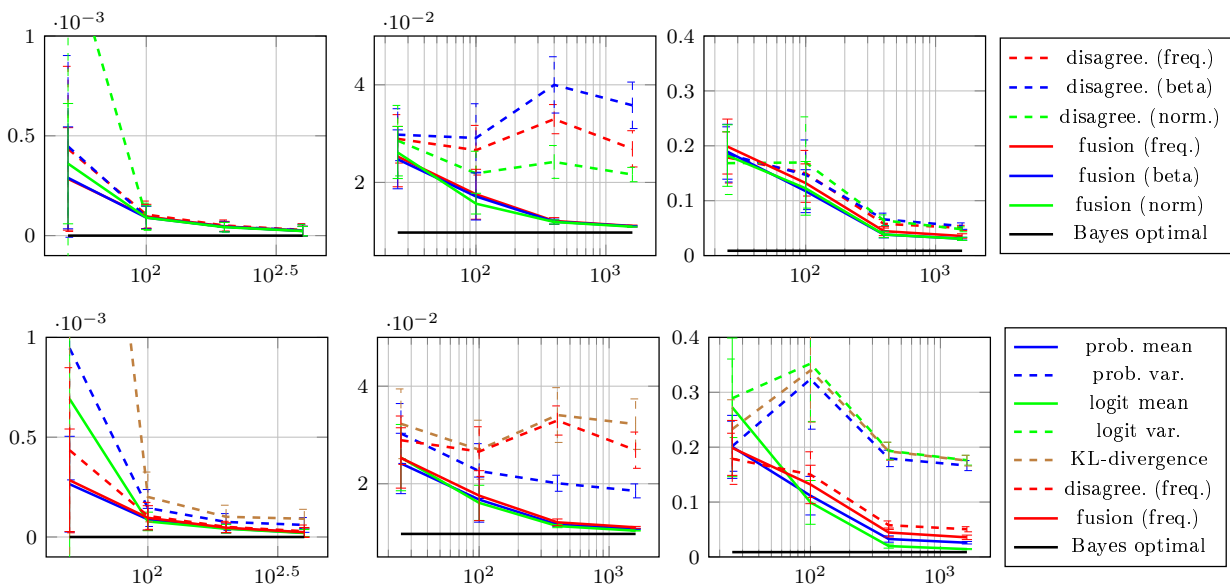 ·10⁻³
1
0.5
0
10²
10²·⁵
·10⁻²
4
2
10²
10³
0.4
0.3
0.2
0.1
0
10²
10³
disagree. (freq.)
disagree. (beta)
disagree. (norm.)
fusion (freq.)
fusion (beta)
fusion (norm)
Bayes optimal
·10⁻³
1
0.5
0
10²
10²·⁵
·10⁻²
4
2
10²
10³
0.4
0.3
0.2
0.1
0
10²
10³
prob. mean
prob. var.
logit mean
logit var.
KL-divergence
disagree. (freq.)
fusion (freq.)
Bayes optimal